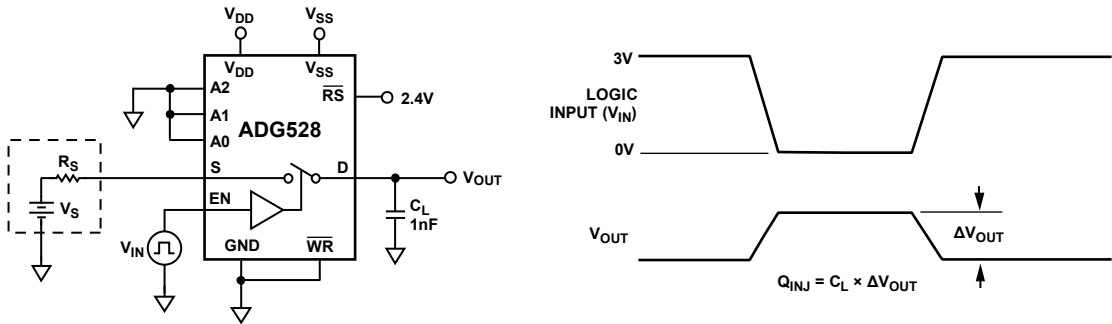 VDD
VSS
VDD
VSS
A2
RS
2.4V
A1
ADG528
A0
RS
S
D
VOUT
EN
VS
CL
1nF
VIN
GND
WR
3V
LOGIC
INPUT (VIN)
0V
VOUT
ΔVOUT
QINJ = CL × ΔVOUT